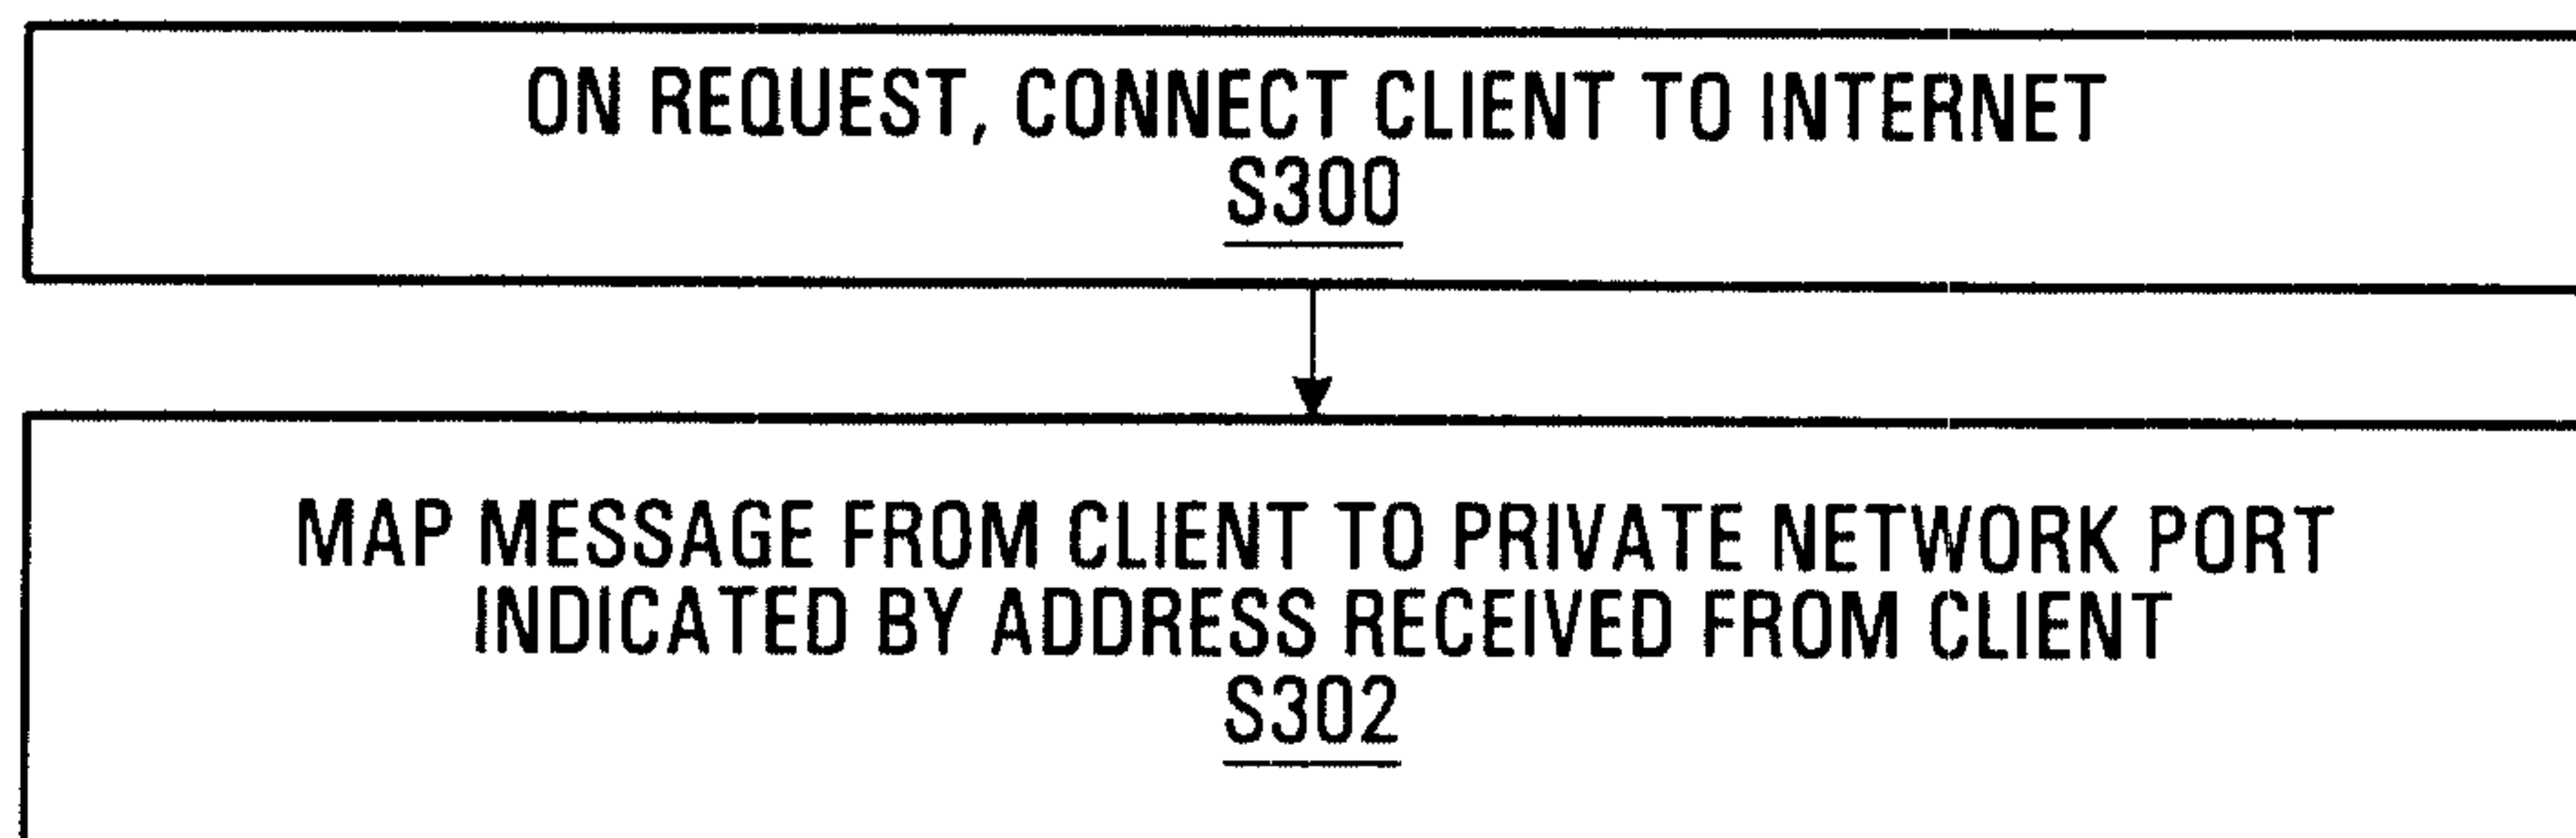 ON REQUEST, CONNECT CLIENT TO INTERNET
S300
MAP MESSAGE FROM CLIENT TO PRIVATE NETWORK PORT
INDICATED BY ADDRESS RECEIVED FROM CLIENT
S302